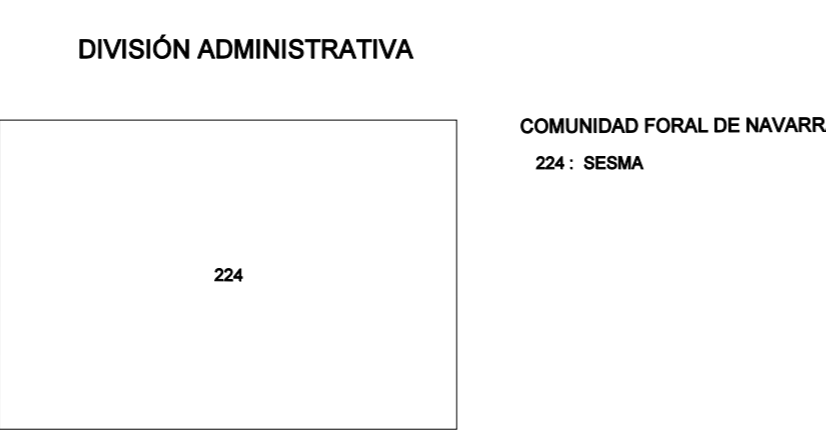 DIVISIÓN ADMINISTRATIVA
COMUNIDAD FORAL DE NAVARR
224 : SESMA
224